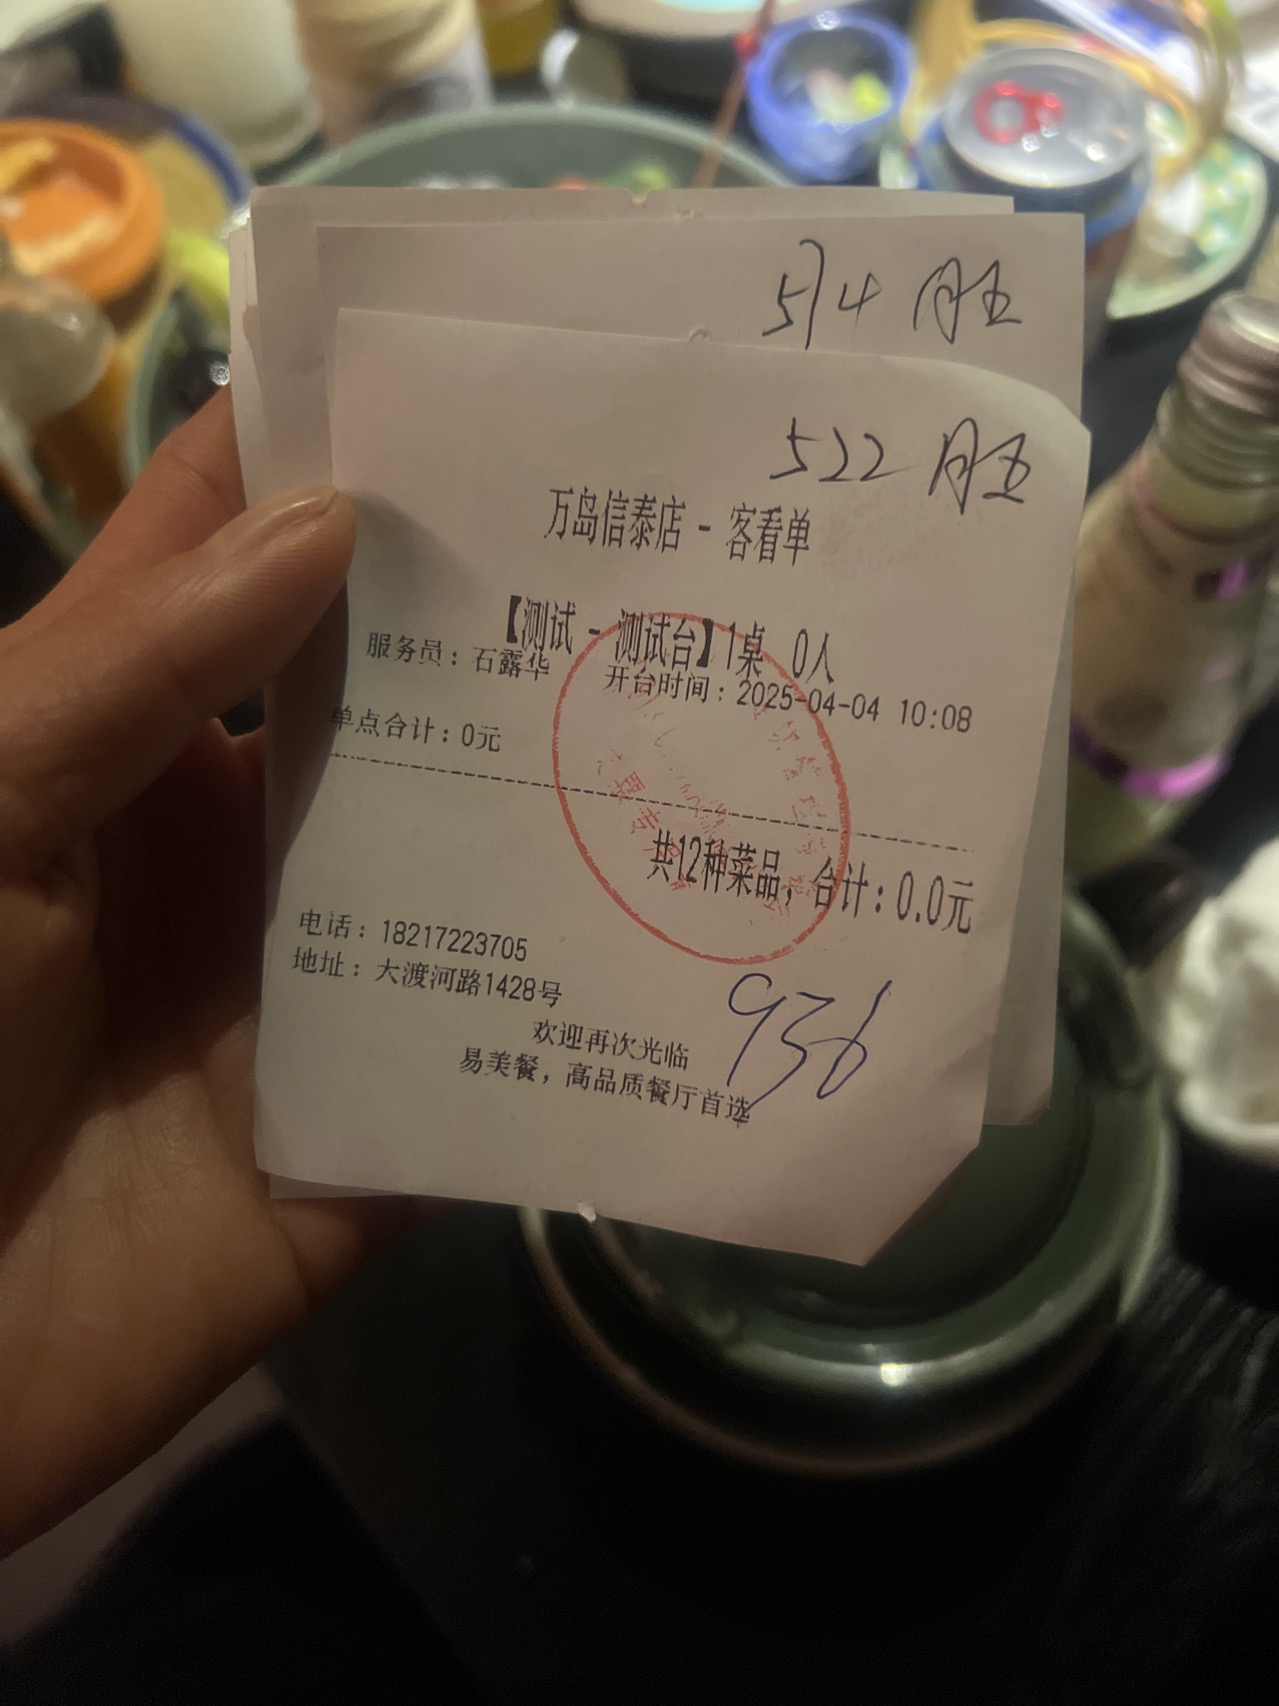 514 胜
522 胜
万岛信泰店 - 客看单
【测试 - 测试台】1桌 0人
服务员：石露华 开台时间：2025-04-04 10:08
单点合计：0元
共12种菜品，合计：0.0元
电话：18217223705
地址：大渡河路1428号
936
欢迎再次光临
易美餐，高品质餐厅首选